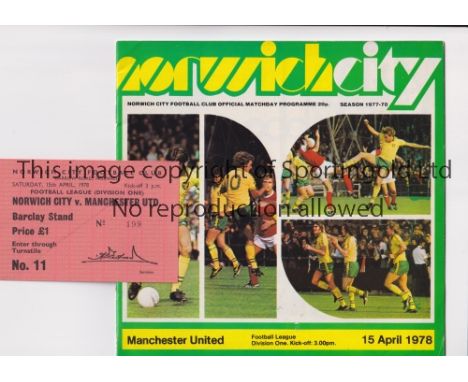 norwich city
NORWICH CITY FOOTBALL CLUB OFFICIAL MATCHDAY PROGRAMME 20p. SEASON 1977-78
This image copyright of Sportingold Ltd
No reproduction allowed
SATURDAY, 15th APRIL, 1978 Kick-off 3 p.m.
FOOTBALL LEAGUE (DIVISION ONE)
NORWICH CITY v. MANCHESTER UTD.
Barclay Stand
Price £1
Enter through
Turnstile
No. 11
Nº 199
Manchester United
Football League
Division One. Kick-off: 3.00pm.
15 April 1978